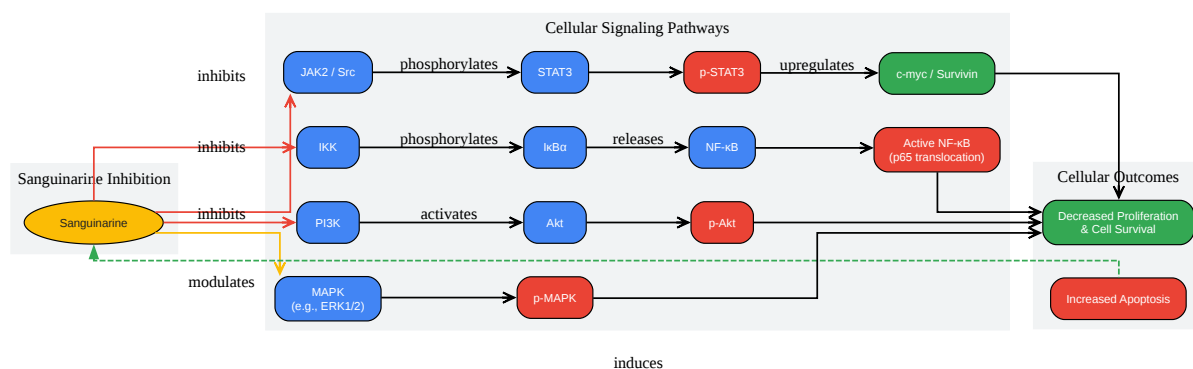 Cellular Signaling Pathways
inhibits
JAK2 / Src
phosphorylates
STAT3
p-STAT3
upregulates
c-myc / Survivin
inhibits
IKK
phosphorylates
IκBα
releases
NF-κB
Active NF-κB
(p65 translocation)
Sanguinarine Inhibition
Sanguinarine
inhibits
PI3K
activates
Akt
p-Akt
Cellular Outcomes
Decreased Proliferation
& Cell Survival
modulates
MAPK
(e.g., ERK1/2)
p-MAPK
Increased Apoptosis
induces